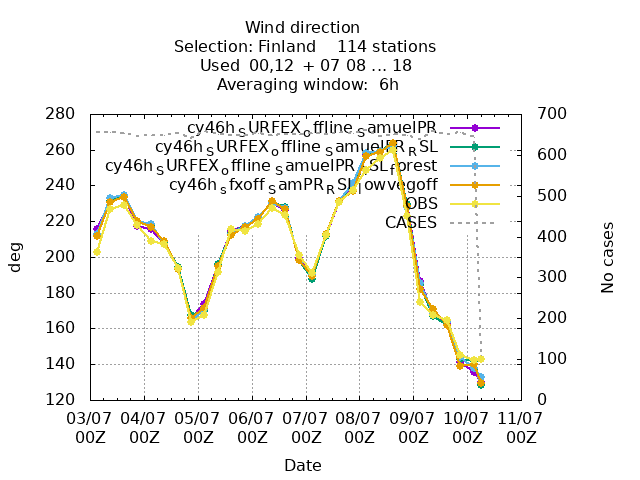 Wind direction
Selection: Finland 114 stations
Used 00,12 + 07 08 ... 18
Averaging window: 6h
280 700
cy46h_SURFEX_offline_SamuelPR
cy46h_SURFEX_offline_SamuelPR_RSL
260 600
cy46h_SURFEX_offline_SamuelPR_RSL_forest
cy46h_sfxoff_SamPR_RSL_lowvegoff
240 500
OBS
CASES
220 400
200
180 300
160 200
140 100
120 0
deg
No cases
03/07 04/07 05/07 06/07 07/07 08/07 09/07 10/07 11/07
00Z 00Z 00Z 00Z 00Z 00Z 00Z 00Z 00Z
Date